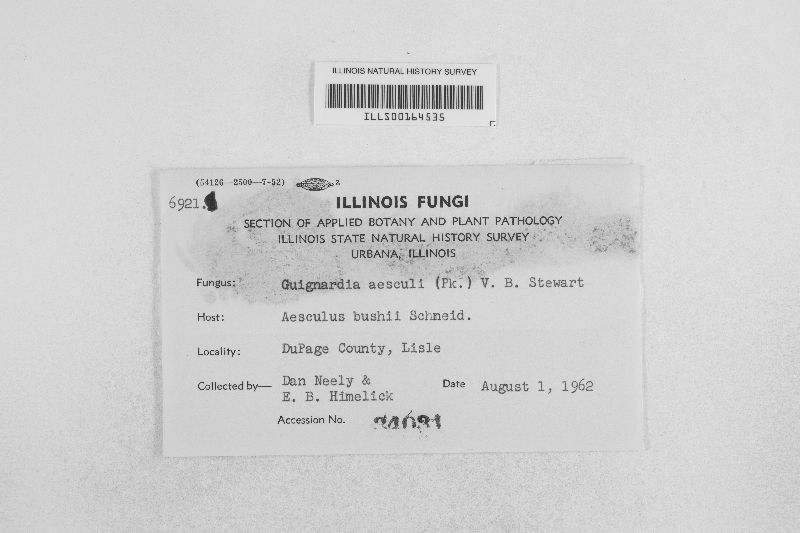 ILLINOIS NATURAL HISTORY SURVEY
ILLS00164535
(54126—2500—7-52) 2
6921.
ILLINOIS FUNGI
SECTION OF APPLIED BOTANY AND PLANT PATHOLOGY
ILLINOIS STATE NATURAL HISTORY SURVEY
URBANA, ILLINOIS
Fungus: Guignardia aesculi (Pk.) V. B. Stewart
Host: Aesculus bushii Schneid.
Locality: DuPage County, Lisle
Collected by— Dan Neely &
E. B. Himelick
Date August 1, 1962
Accession No.